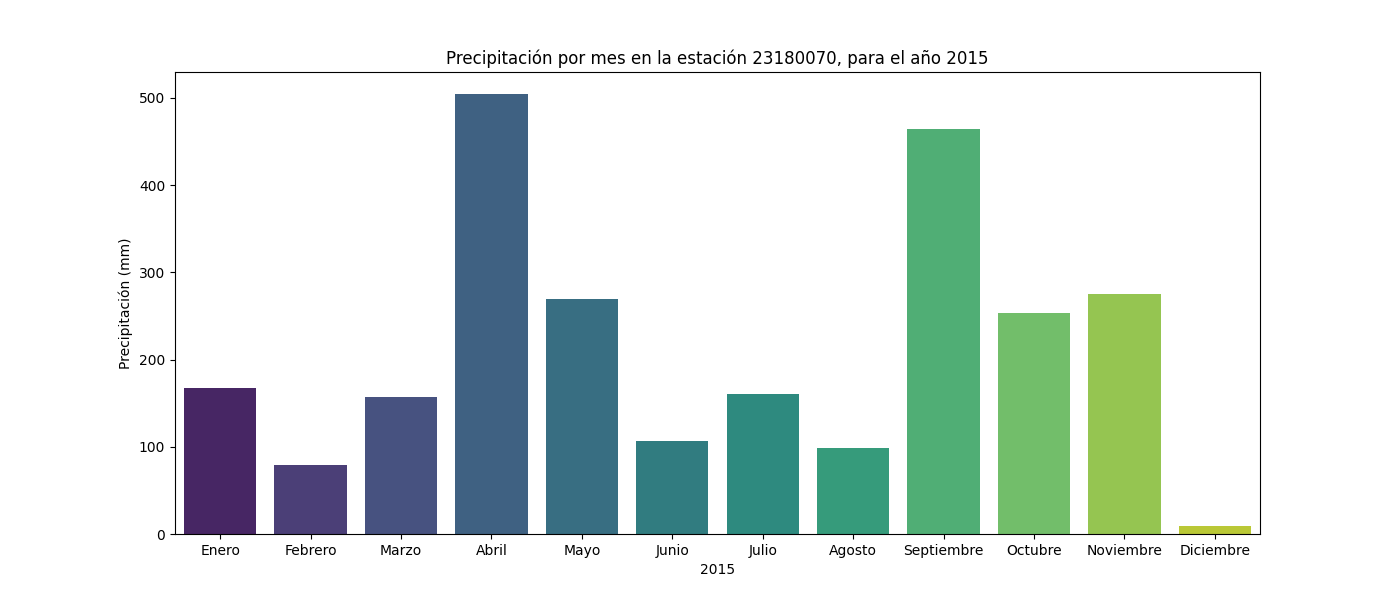 Precipitación por mes en la estación 23180070, para el año 2015
Precipitación (mm)
500
400
300
200
100
0
Enero Febrero Marzo Abril Mayo Junio Julio Agosto Septiembre Octubre Noviembre Diciembre
2015